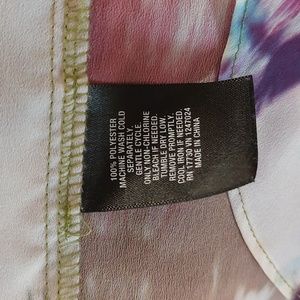 100% POLYESTER
MACHINE WASH COLD
SEPARATELY.
GENTLE CYCLE.
ONLY NON-CHLORINE
BLEACH IF NEEDED.
TUMBLE DRY LOW.
REMOVE PROMPTLY.
COOL IRON IF NEEDED.
RN 17730 VN 1247024
MADE IN CHINA